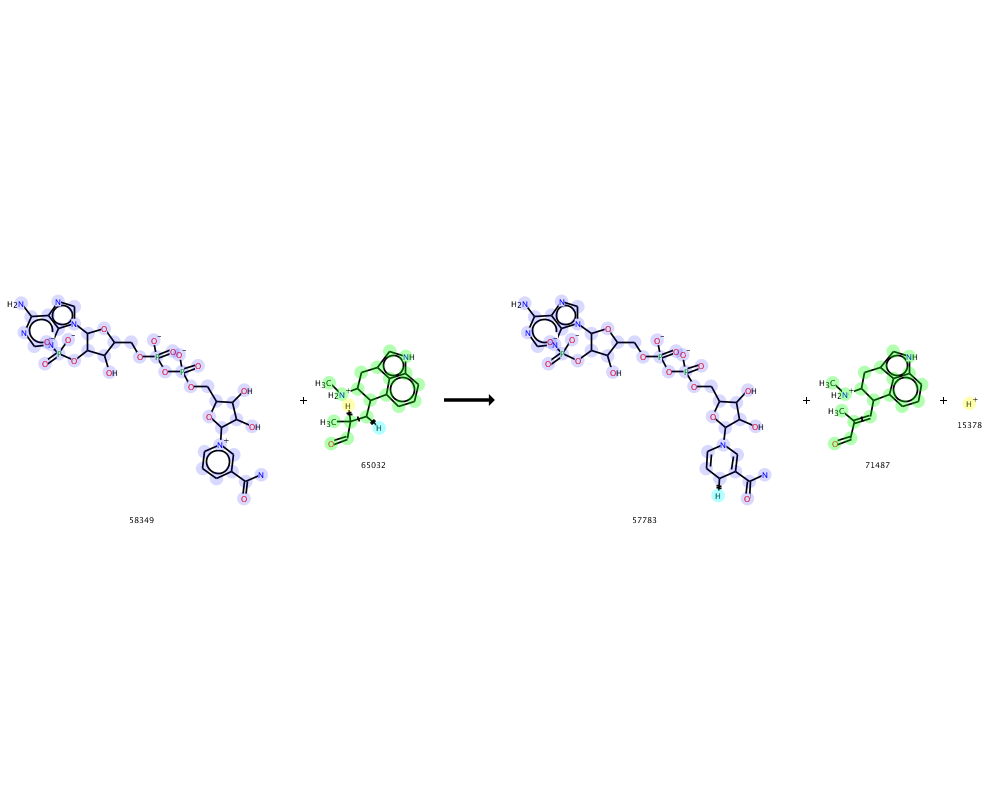 H₂N N N N N O O⁻ O⁻ P O O O OH O O⁻ P O O O⁻ P O O O OH OH N⁺ N O
58349
+
H₃C H₂N⁺ NH H H₃C H O
65032
H₂N N N N N O O⁻ O⁻ P O O O OH O O⁻ P O O O⁻ P O O O OH OH N N O H
57783
+
H₃C H₂N⁺ NH H₃C O
71487
+
H⁺
15378